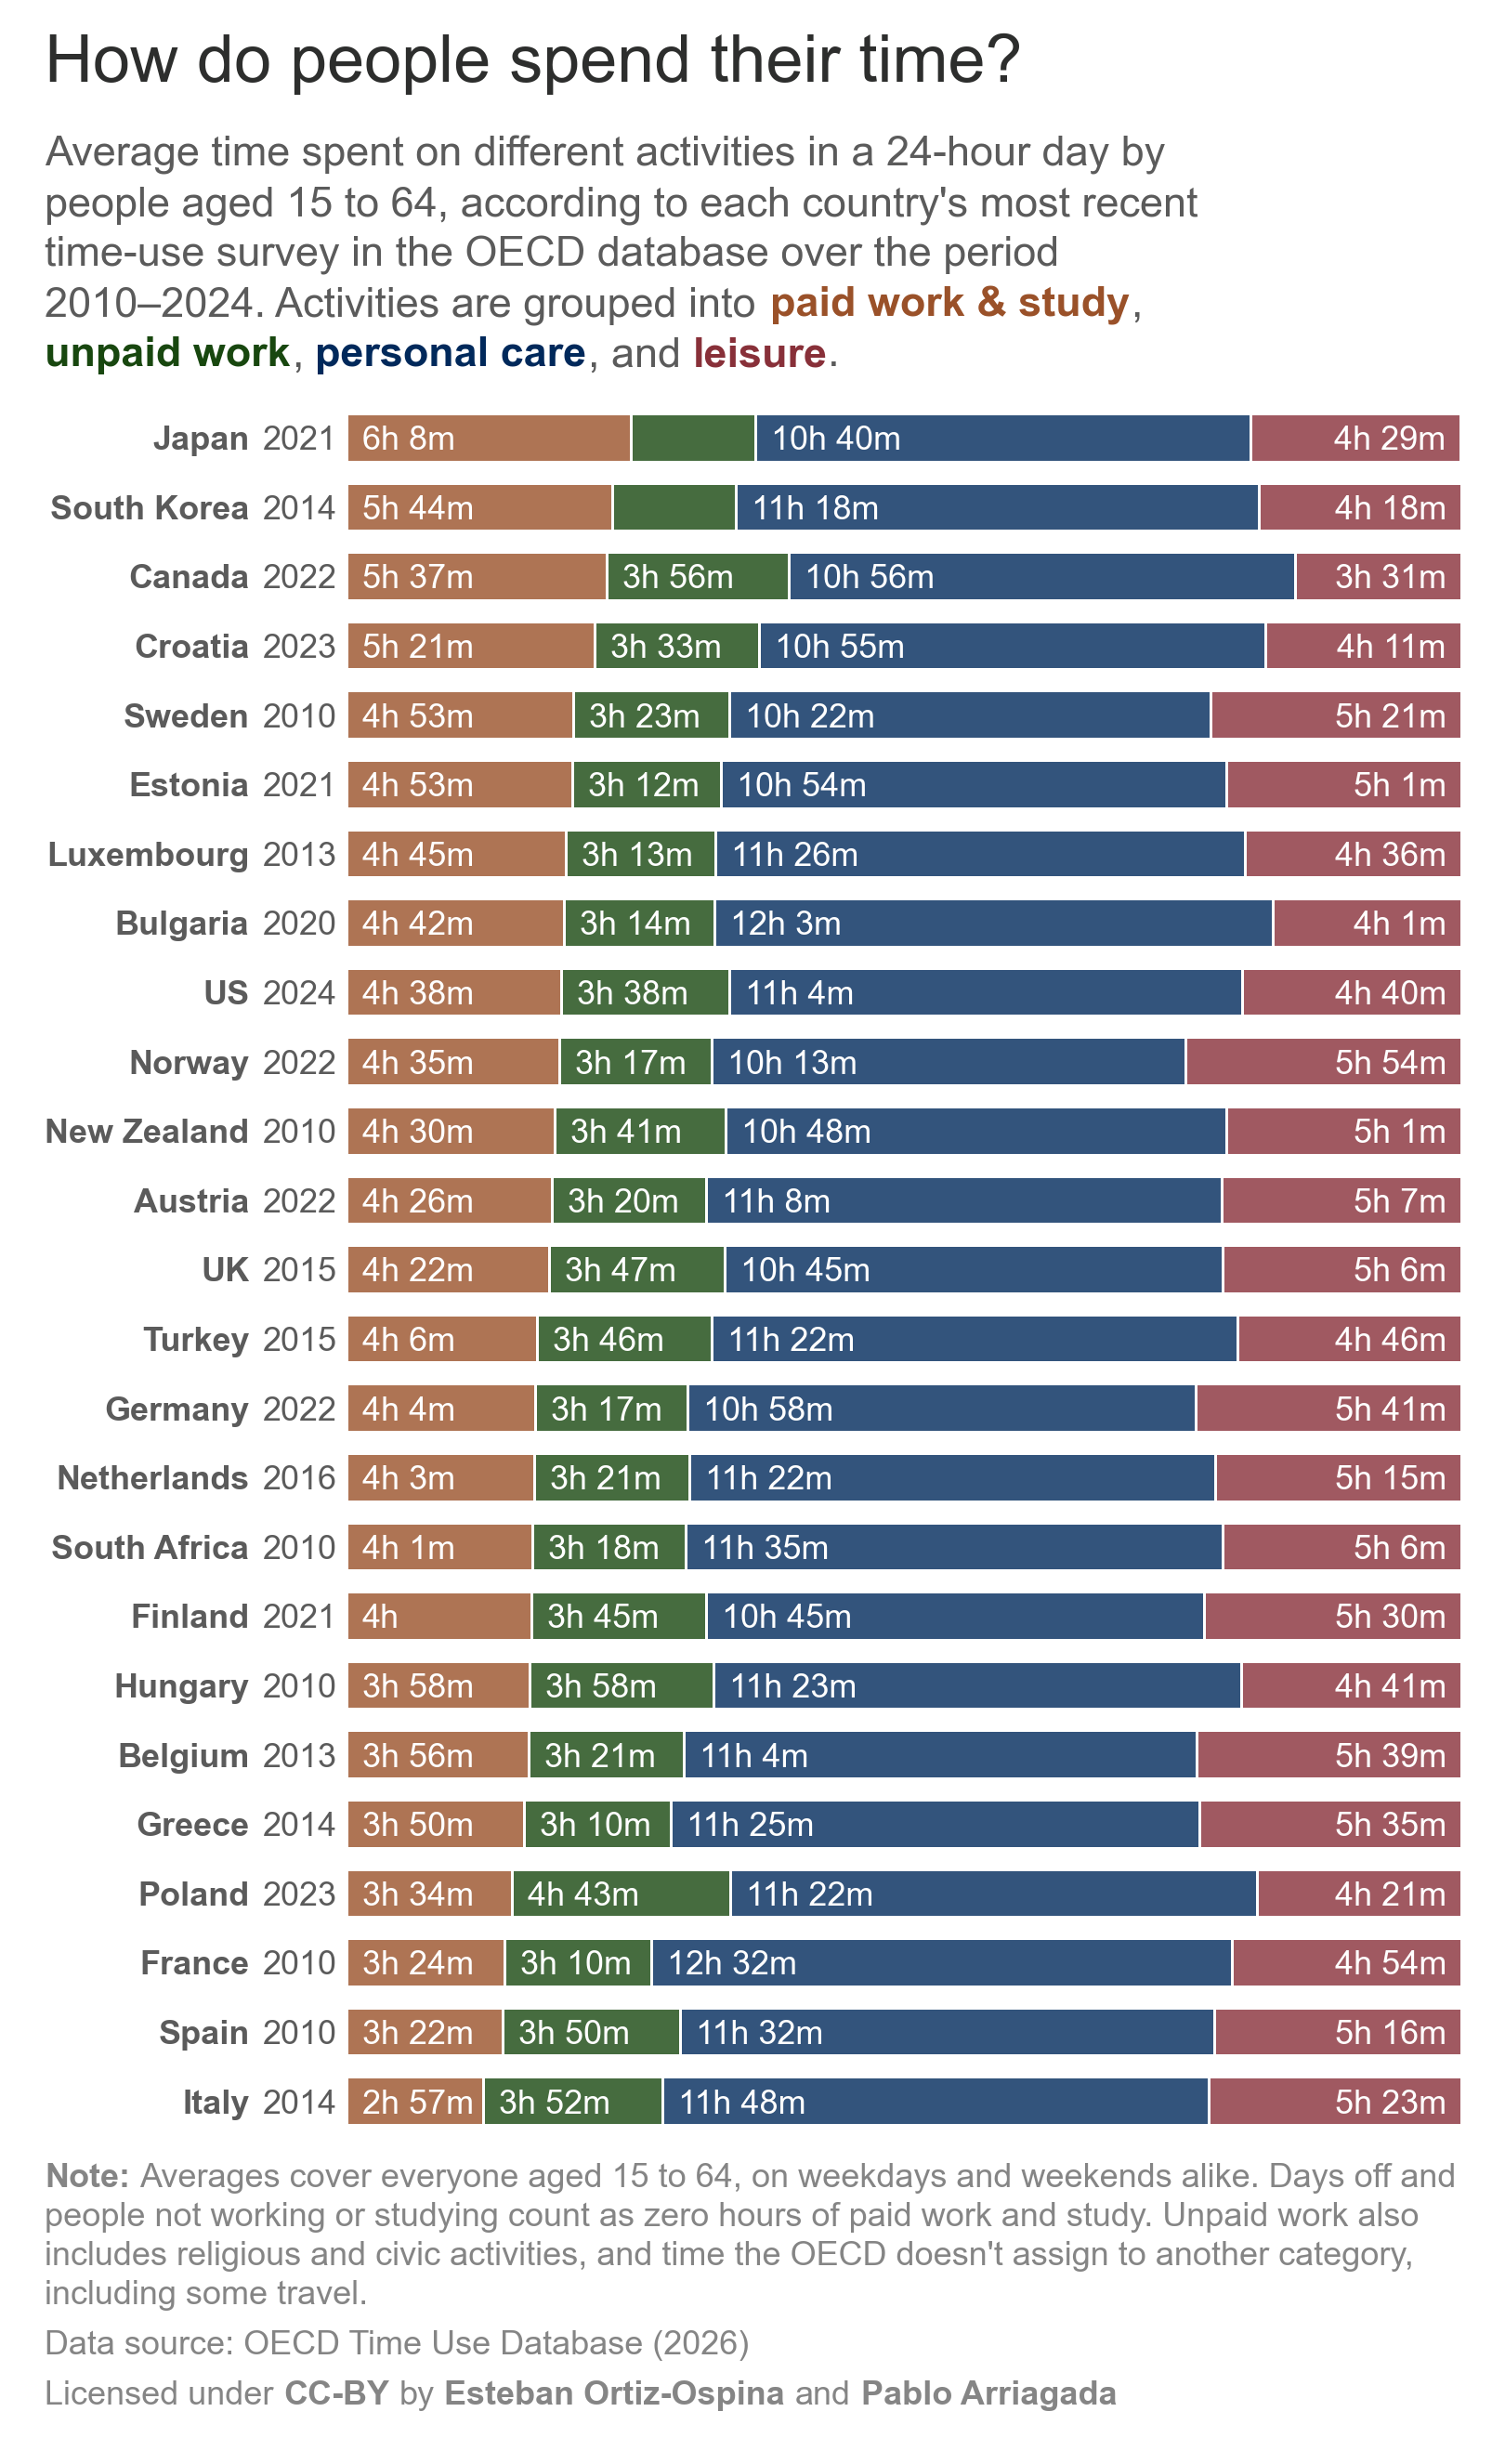 How do people spend their time?
Average time spent on different activities in a 24-hour day by
people aged 15 to 64, according to each country's most recent
time-use survey in the OECD database over the period
2010–2024. Activities are grouped into paid work & study,
unpaid work, personal care, and leisure.
Japan 2021 6h 8m 10h 40m 4h 29m
South Korea 2014 5h 44m 11h 18m 4h 18m
Canada 2022 5h 37m 3h 56m 10h 56m 3h 31m
Croatia 2023 5h 21m 3h 33m 10h 55m 4h 11m
Sweden 2010 4h 53m 3h 23m 10h 22m 5h 21m
Estonia 2021 4h 53m 3h 12m 10h 54m 5h 1m
Luxembourg 2013 4h 45m 3h 13m 11h 26m 4h 36m
Bulgaria 2020 4h 42m 3h 14m 12h 3m 4h 1m
US 2024 4h 38m 3h 38m 11h 4m 4h 40m
Norway 2022 4h 35m 3h 17m 10h 13m 5h 54m
New Zealand 2010 4h 30m 3h 41m 10h 48m 5h 1m
Austria 2022 4h 26m 3h 20m 11h 8m 5h 7m
UK 2015 4h 22m 3h 47m 10h 45m 5h 6m
Turkey 2015 4h 6m 3h 46m 11h 22m 4h 46m
Germany 2022 4h 4m 3h 17m 10h 58m 5h 41m
Netherlands 2016 4h 3m 3h 21m 11h 22m 5h 15m
South Africa 2010 4h 1m 3h 18m 11h 35m 5h 6m
Finland 2021 4h 3h 45m 10h 45m 5h 30m
Hungary 2010 3h 58m 3h 58m 11h 23m 4h 41m
Belgium 2013 3h 56m 3h 21m 11h 4m 5h 39m
Greece 2014 3h 50m 3h 10m 11h 25m 5h 35m
Poland 2023 3h 34m 4h 43m 11h 22m 4h 21m
France 2010 3h 24m 3h 10m 12h 32m 4h 54m
Spain 2010 3h 22m 3h 50m 11h 32m 5h 16m
Italy 2014 2h 57m 3h 52m 11h 48m 5h 23m
Note: Averages cover everyone aged 15 to 64, on weekdays and weekends alike. Days off and
people not working or studying count as zero hours of paid work and study. Unpaid work also
includes religious and civic activities, and time the OECD doesn't assign to another category,
including some travel.
Data source: OECD Time Use Database (2026)
Licensed under CC-BY by Esteban Ortiz-Ospina and Pablo Arriagada